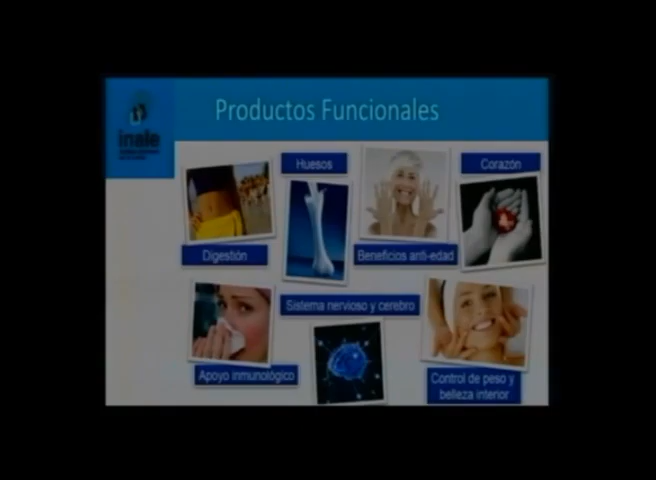 inale
Productos Funcionales
Huesos
Corazón
Digestión
Beneficios anti-edad
Sistema nervioso y cerebro
Apoyo inmunológico
Control de peso y
belleza interior